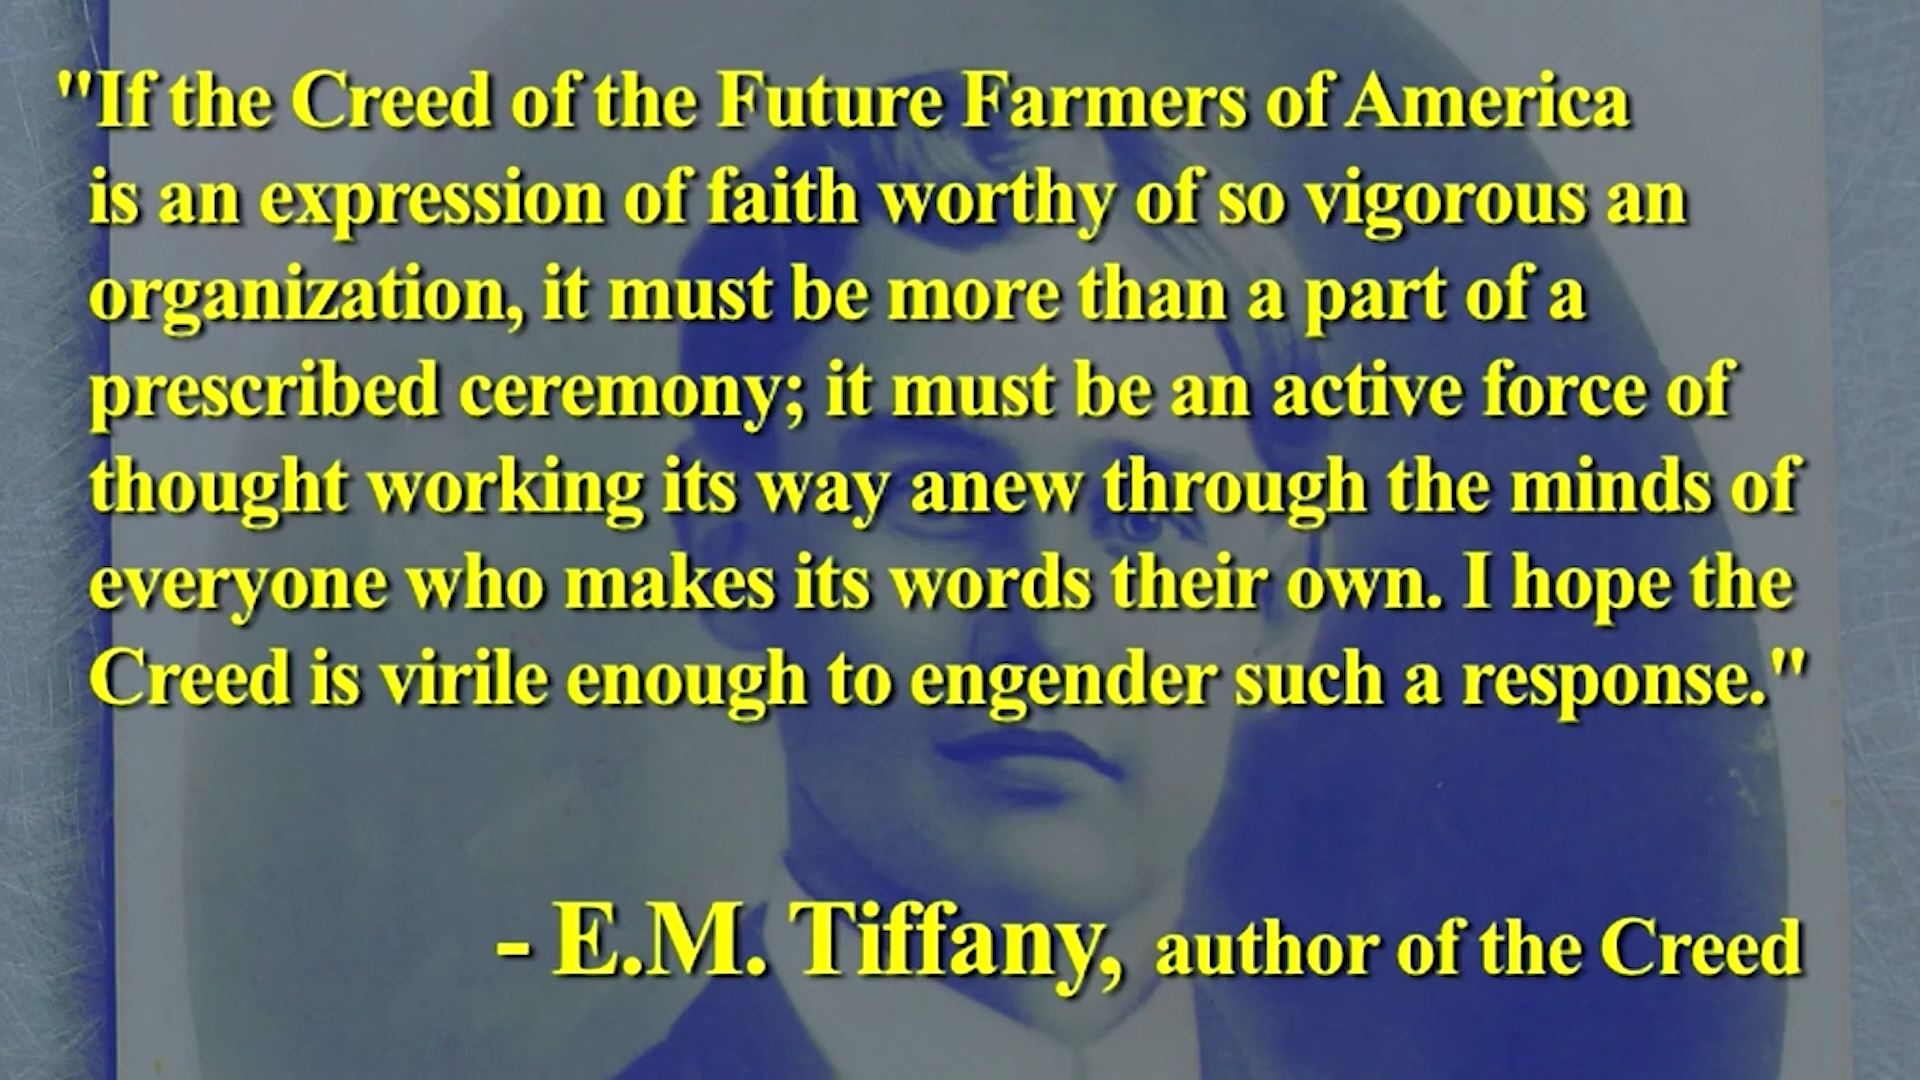 "If the Creed of the Future Farmers of America
is an expression of faith worthy of so vigorous an
organization, it must be more than a part of a
prescribed ceremony; it must be an active force of
thought working its way anew through the minds of
everyone who makes its words their own. I hope the
Creed is virile enough to engender such a response."
- E.M. Tiffany, author of the Creed